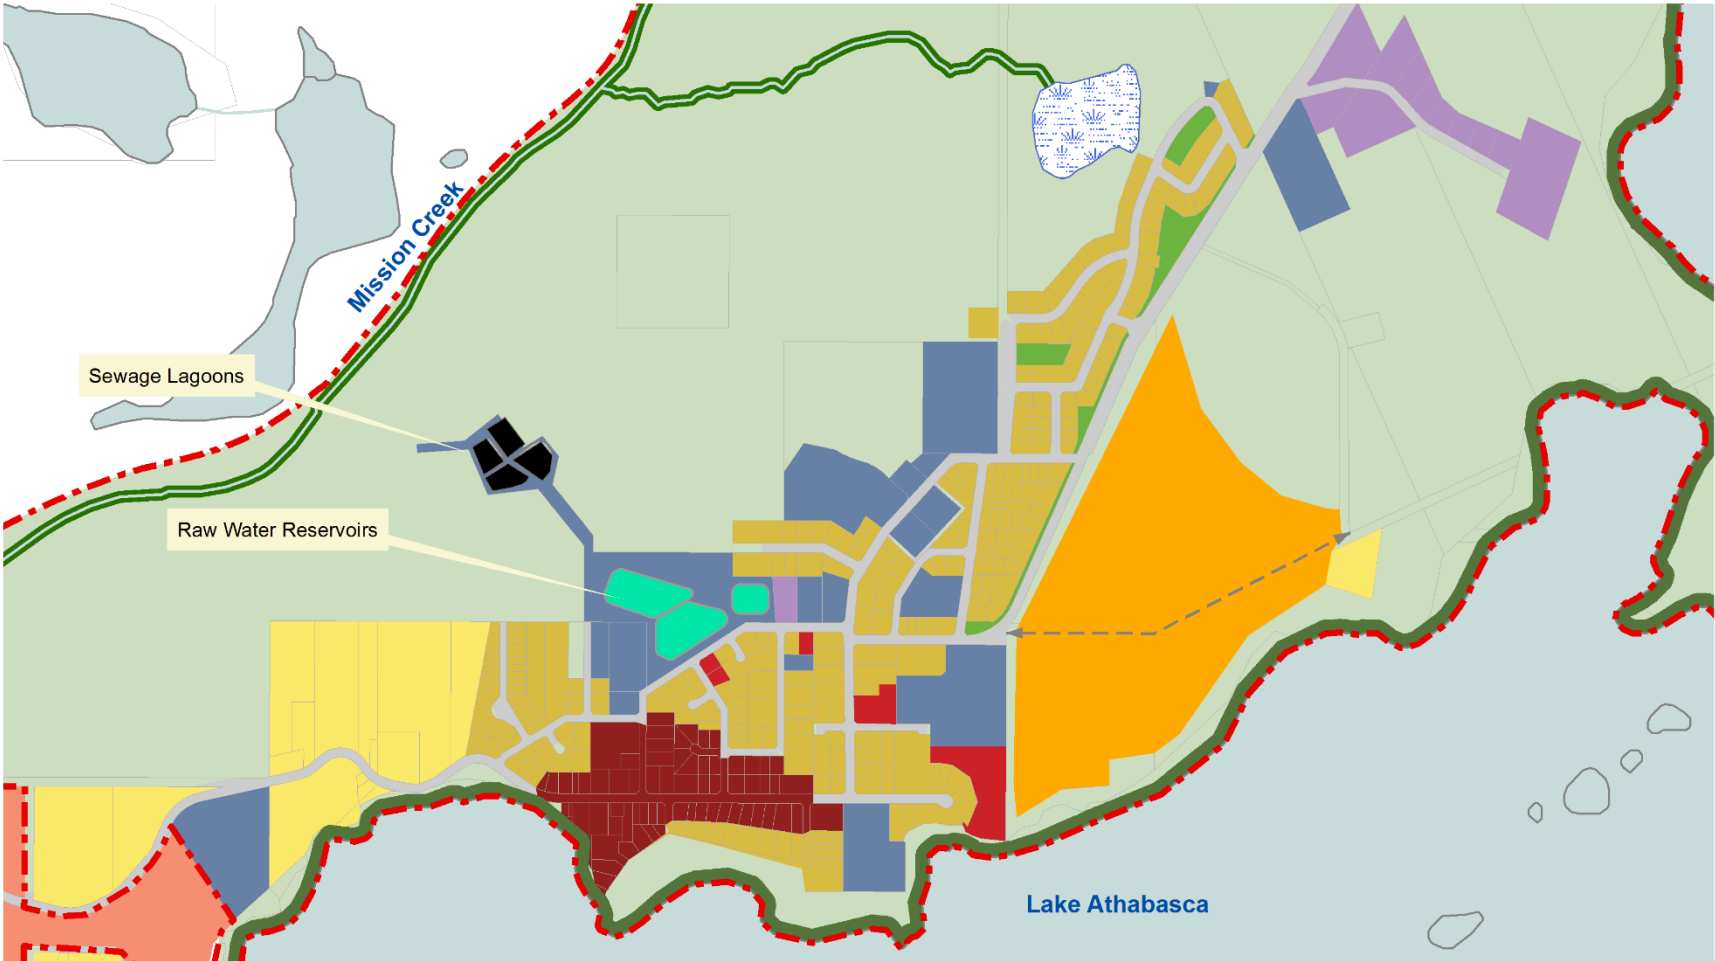 Mission Creek
Sewage Lagoons
Raw Water Reservoirs
Lake Athabasca